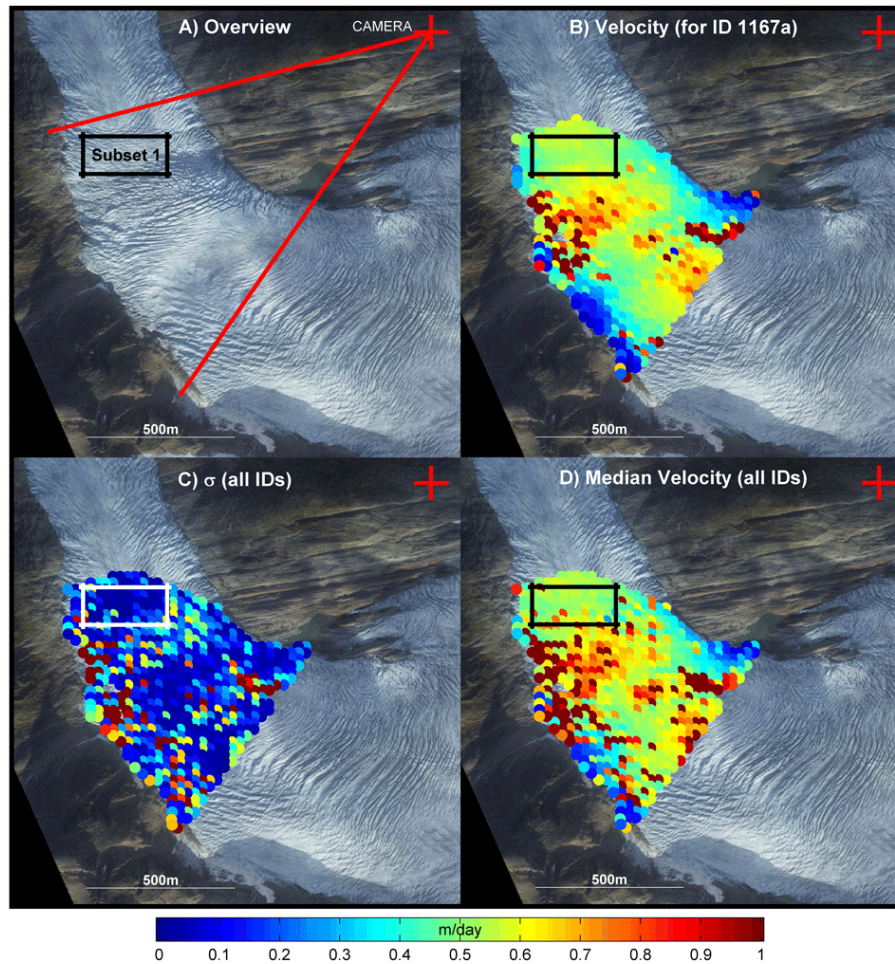 A) Overview
CAMERA
Subset 1
500m
B) Velocity (for ID 1167a)
500m
C) σ (all IDs)
500m
D) Median Velocity (all IDs)
500m
m/day
0 0.1 0.2 0.3 0.4 0.5 0.6 0.7 0.8 0.9 1